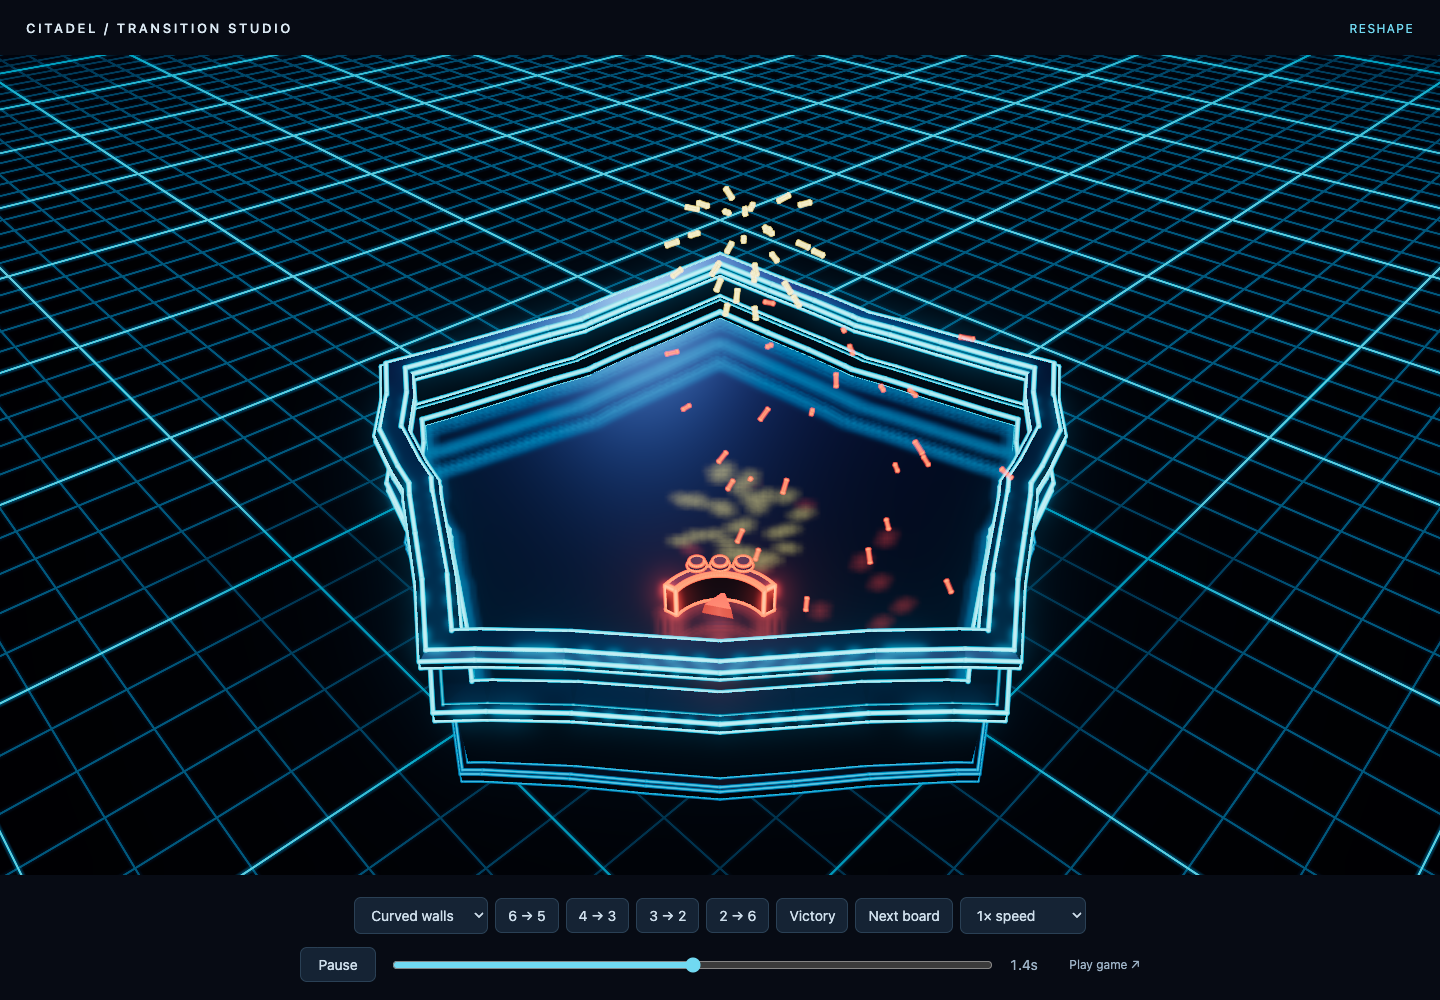 CITADEL / TRANSITION STUDIO
RESHAPE
Curved walls
6 → 5
4 → 3
3 → 2
2 → 6
Victory
Next board
1× speed
Pause
1.4s
Play game ↗